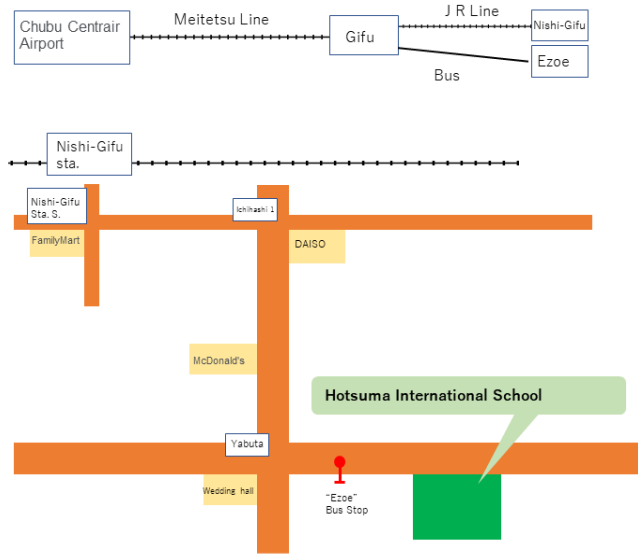 Chubu Centrair
Airport
Meitetsu Line
Gifu
J R Line
Nishi-Gifu
Bus
Ezoe
Nishi-Gifu
sta.
Nishi-Gifu
Sta. S.
Ichihashi 1
FamilyMart
DAISO
McDonald's
Hotsuma International School
Yabuta
Wedding hall
"Ezoe"
Bus Stop